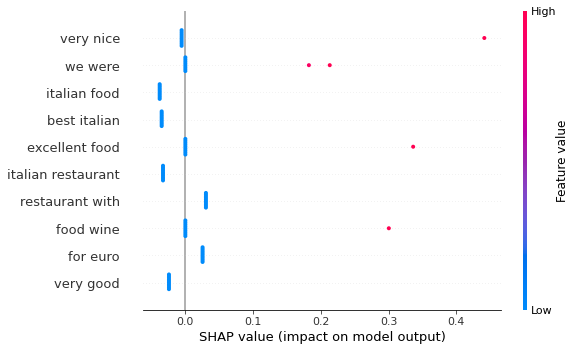 High
very nice
we were
italian food
best italian
excellent food
italian restaurant
restaurant with
food wine
for euro
very good
Feature value
Low
0.0 0.1 0.2 0.3 0.4
SHAP value (impact on model output)